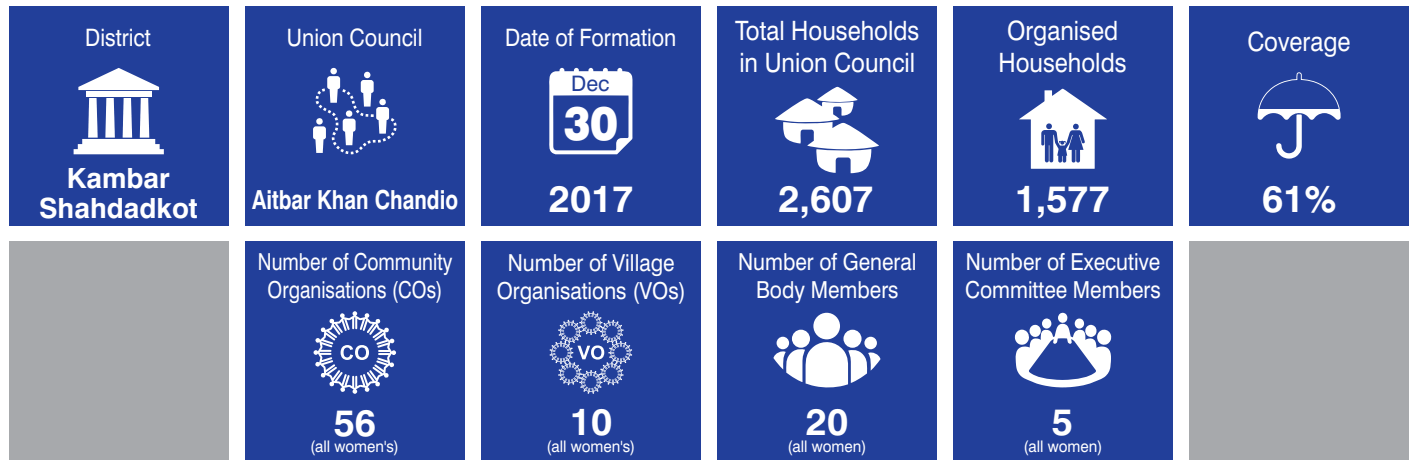 District
Kambar
Shahdadkot
Union Council
Aitbar Khan Chandio
Date of Formation
Dec
30
2017
Total Households
in Union Council
2,607
Organised
Households
1,577
Coverage
61%
Number of Community
Organisations (COs)
CO
56
(all women's)
Number of Village
Organisations (VOs)
VO
10
(all women's)
Number of General
Body Members
20
(all women)
Number of Executive
Committee Members
5
(all women)